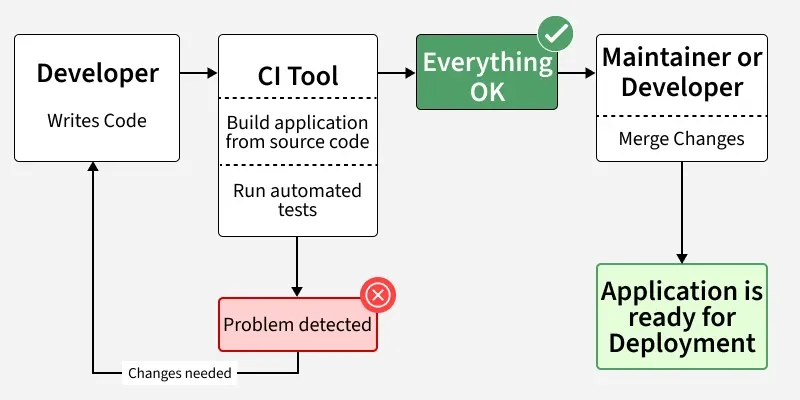 Developer
Writes Code
CI Tool
Build application
from source code
Run automated
tests
Everything
OK
Maintainer or
Developer
Merge Changes
Problem detected
Changes needed
Application is
ready for
Deployment